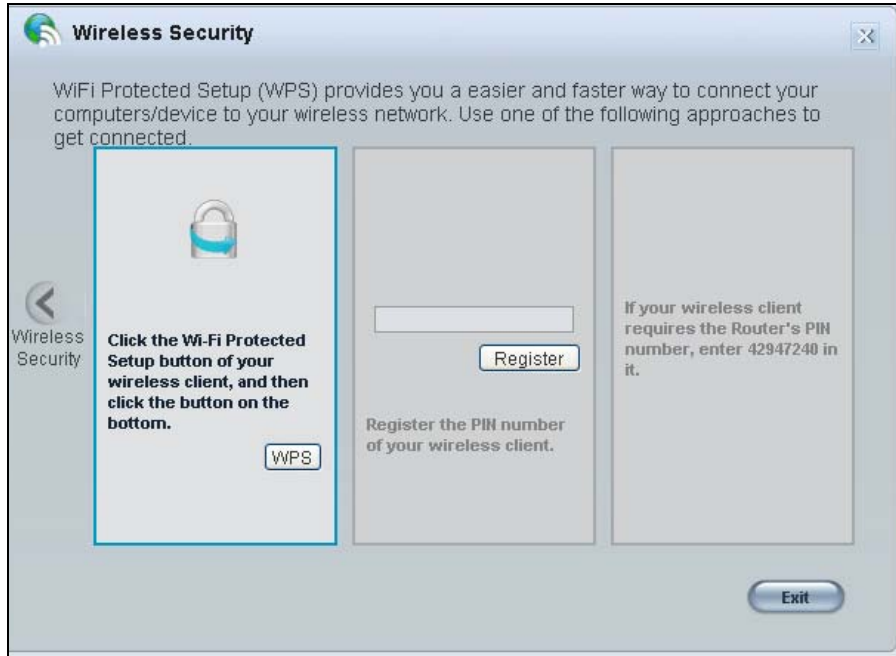 Wireless Security
WiFi Protected Setup (WPS) provides you a easier and faster way to connect your
computers/device to your wireless network. Use one of the following approaches to
get connected.
Wireless
Security
Click the Wi-Fi Protected
Setup button of your
wireless client, and then
click the button on the
bottom.
WPS
Register
Register the PIN number
of your wireless client.
If your wireless client
requires the Router's PIN
number, enter 42947240 in
it.
Exit